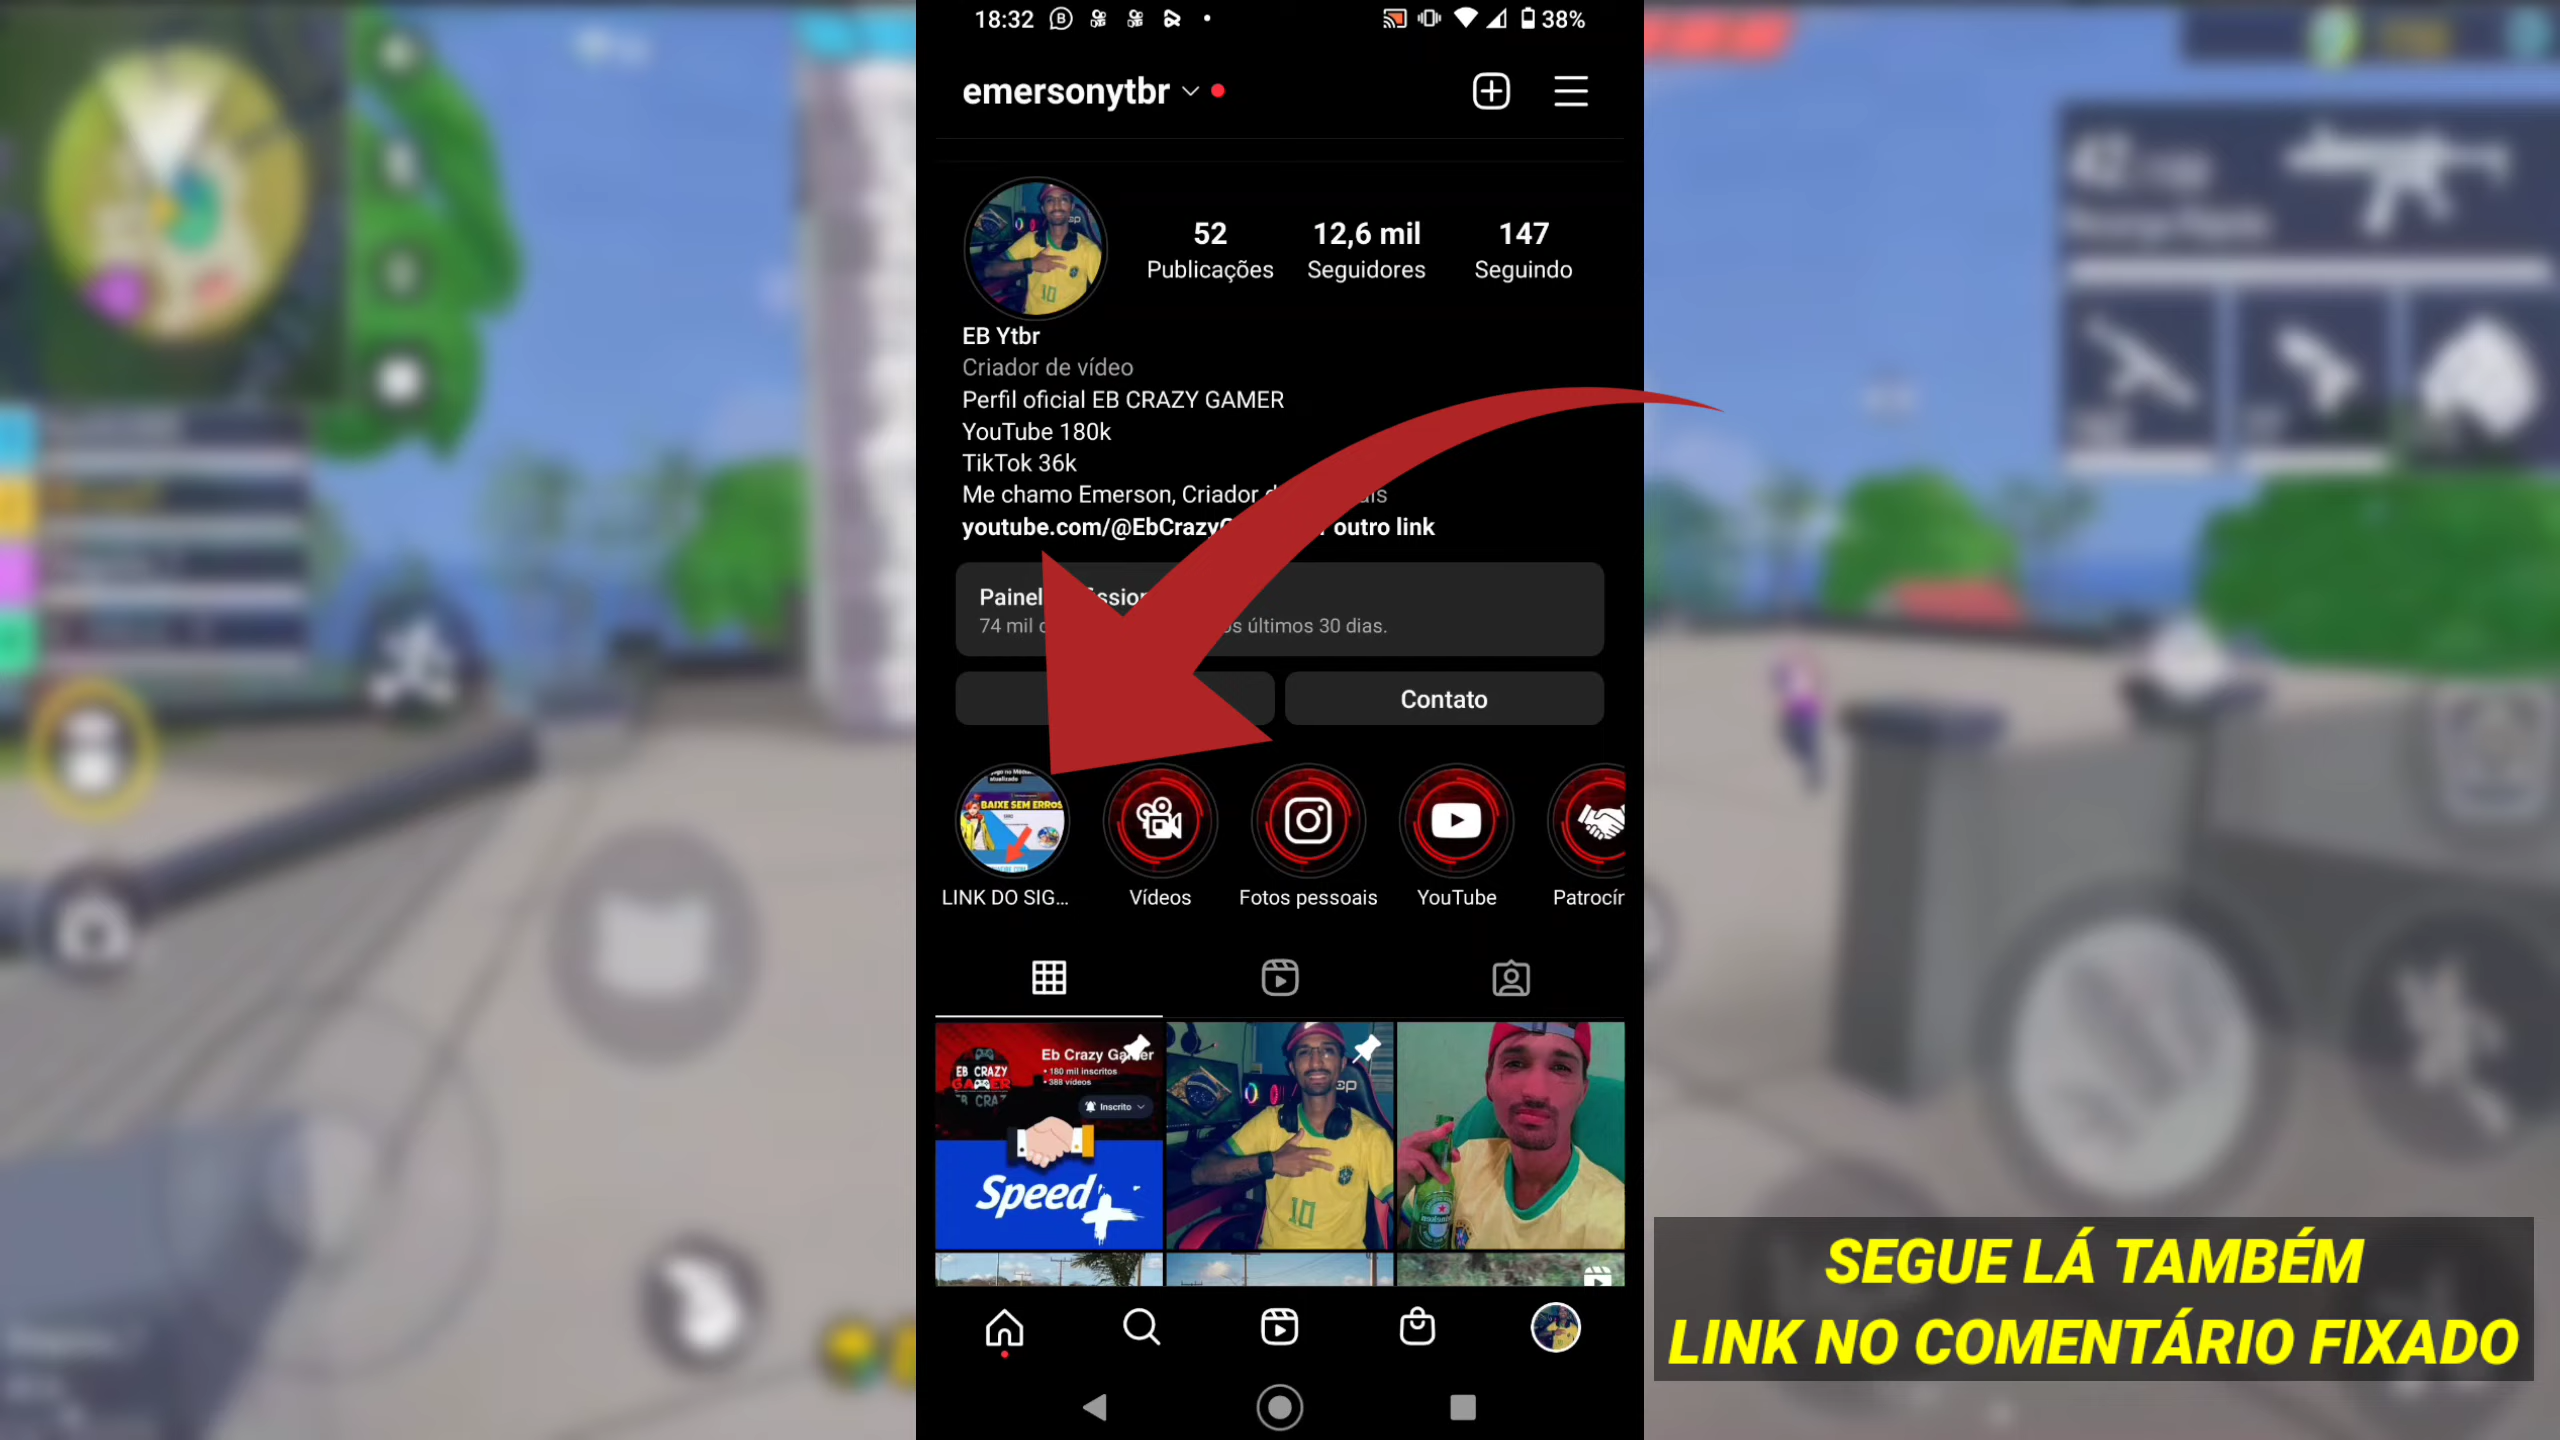 18:32
38%
emersonytbr
52
12,6 mil
147
Publicações
Seguidores
Seguindo
EB Ytbr
Criador de vídeo
Perfil oficial EB CRAZY GAMER
YouTube 180k
TikTok 36k
Me chamo Emerson, Criador
youtube.com/@EbCrazy outro link
Painel
74 mil últimos 30 dias.
Contato
BAIXE SEM ERROS
LINK DO SIG...
Vídeos
Fotos pessoais
YouTube
Patrocír
Eb Crazy Gamer
• 180 mil inscritos
• 388 vídeos
EB CRAZY
GAMER
Inscrito
Speed+
10
SEGUE LÁ TAMBÉM
LINK NO COMENTÁRIO FIXADO